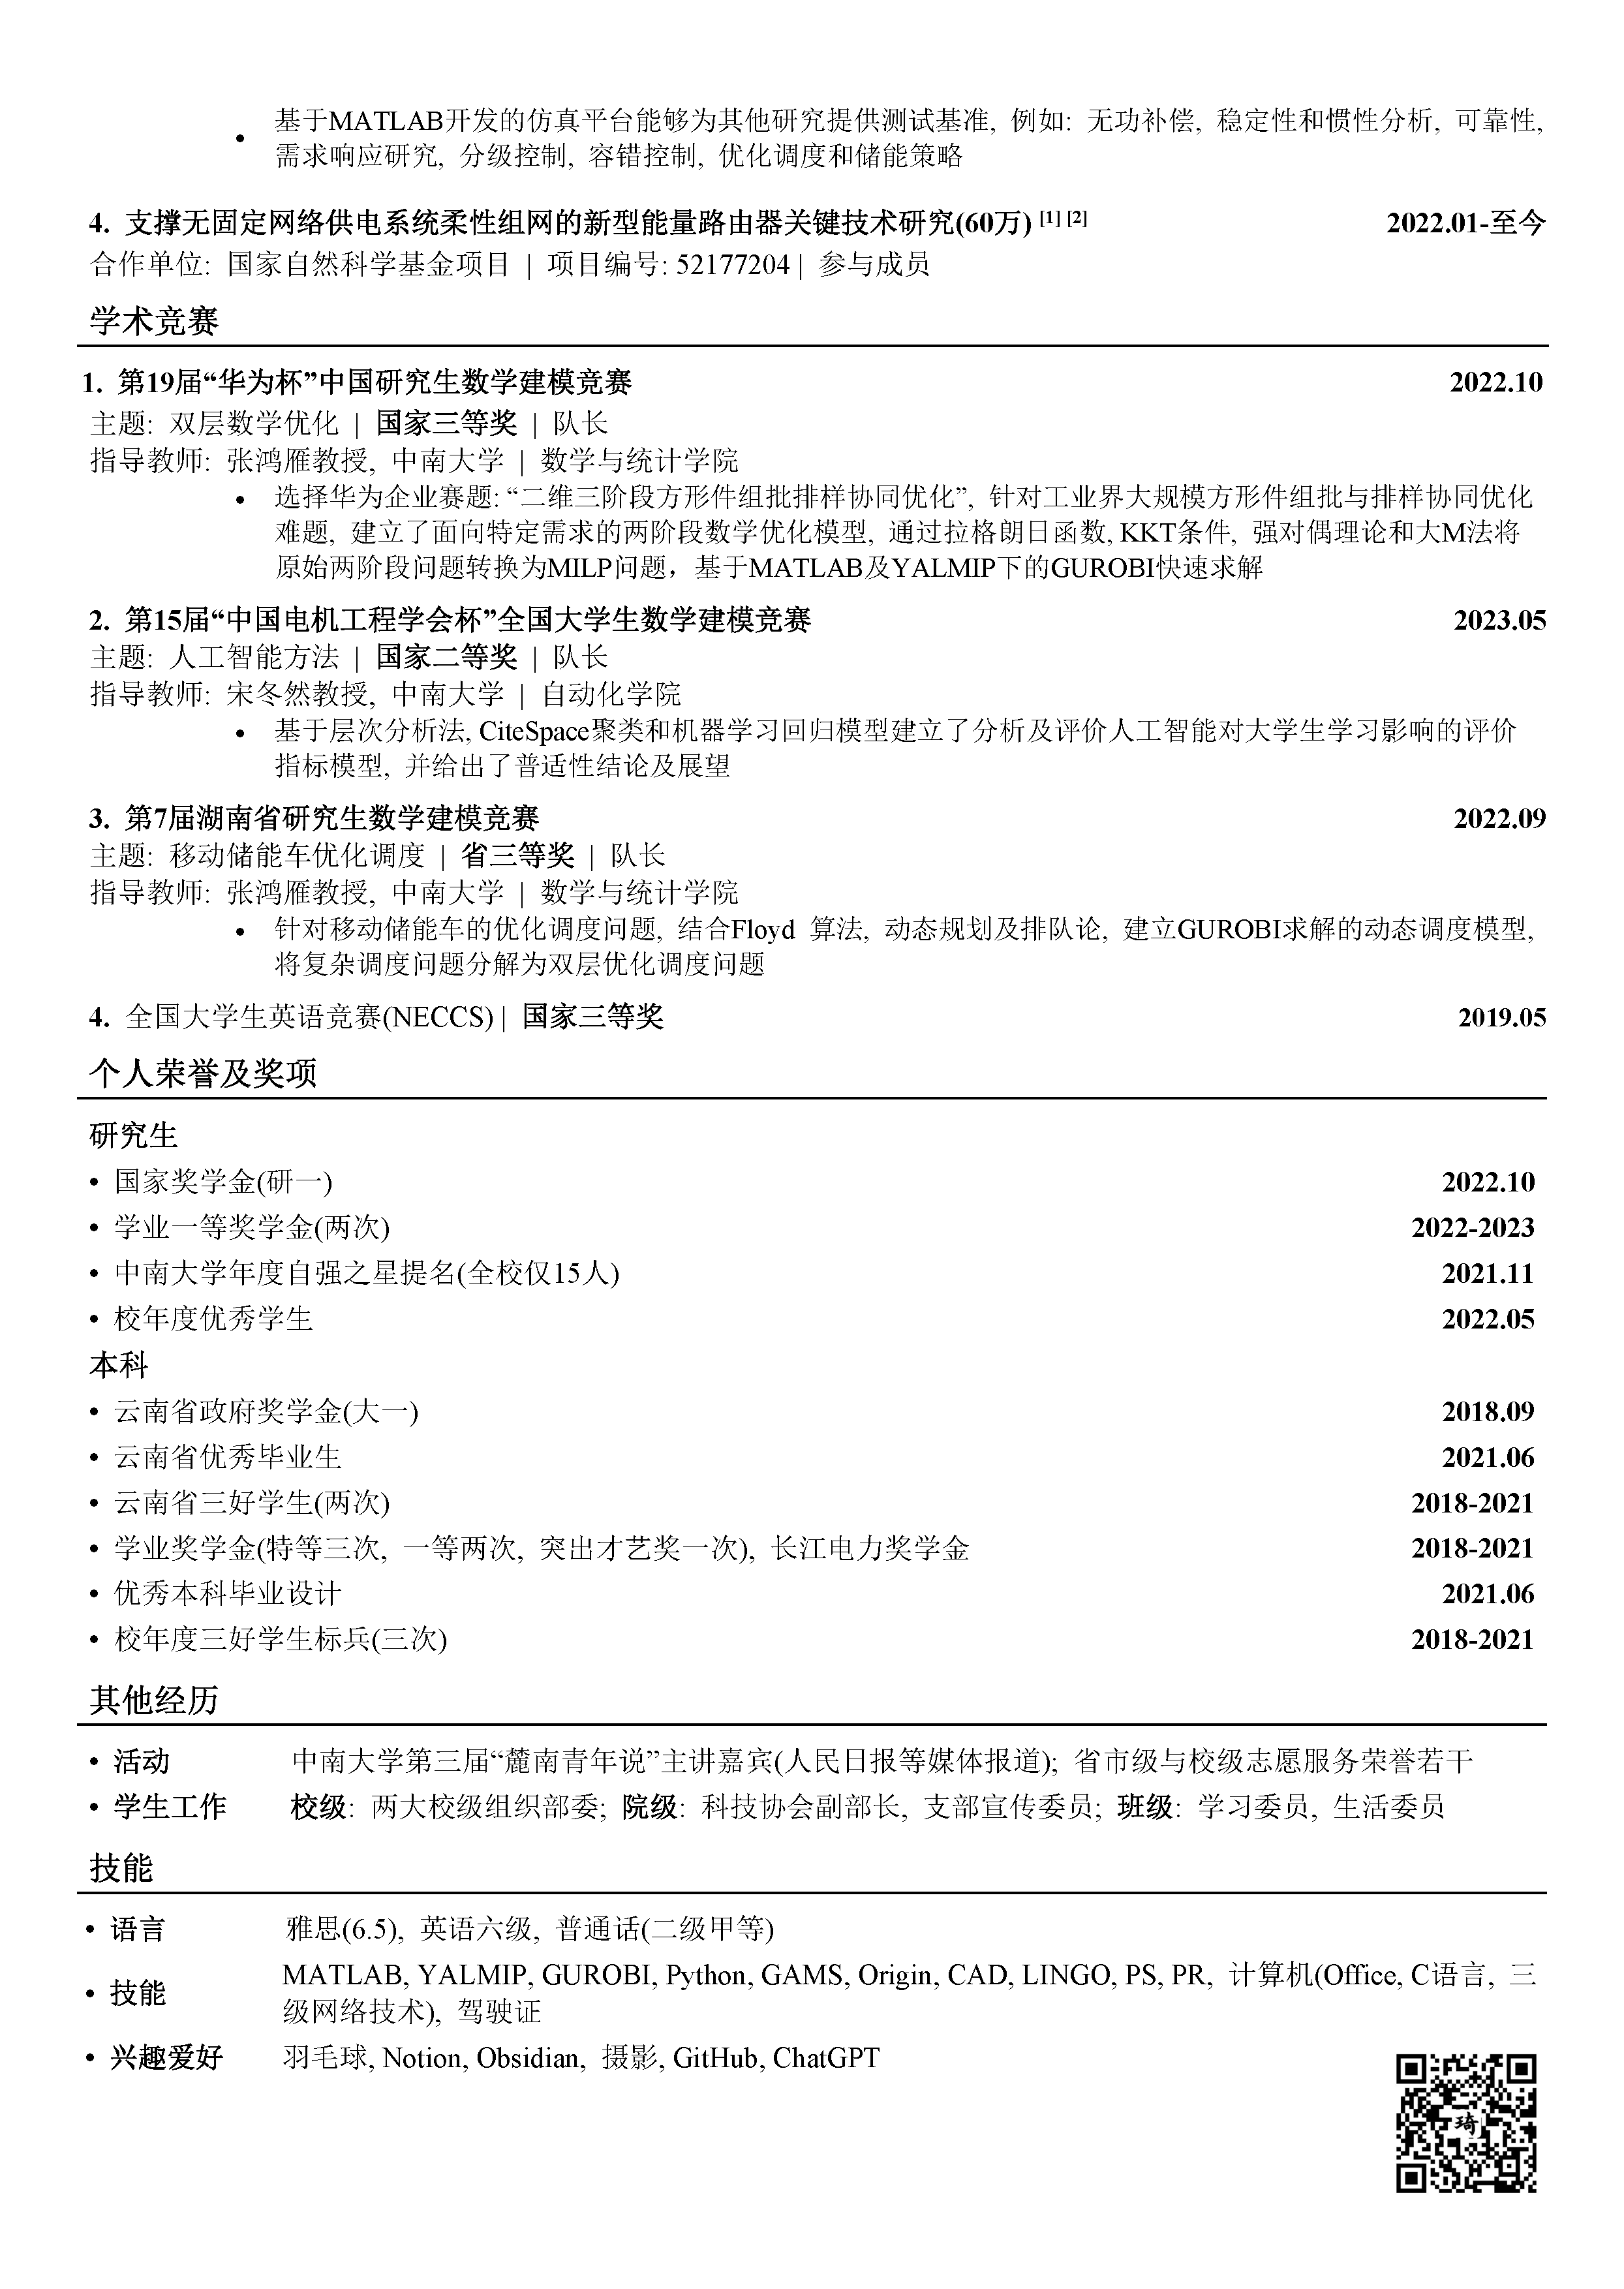 • 基于MATLAB开发的仿真平台能够为其他研究提供测试基准, 例如: 无功补偿, 稳定性和惯性分析, 可靠性,
需求响应研究, 分级控制, 容错控制, 优化调度和储能策略
4. 支撑无固定网络供电系统柔性组网的新型能量路由器关键技术研究(60万) [1] [2] 2022.01-至今
合作单位: 国家自然科学基金项目 | 项目编号: 52177204 | 参与成员
学术竞赛
1. 第19届“华为杯”中国研究生数学建模竞赛 2022.10
主题: 双层数学优化 | 国家三等奖 | 队长
指导教师: 张鸿雁教授, 中南大学 | 数学与统计学院
• 选择华为企业赛题: “二维三阶段方形件组批排样协同优化”, 针对工业界大规模方形件组批与排样协同优化
难题, 建立了面向特定需求的两阶段数学优化模型, 通过拉格朗日函数, KKT条件, 强对偶理论和大M法将
原始两阶段问题转换为MILP问题，基于MATLAB及YALMIP下的GUROBI快速求解
2. 第15届“中国电机工程学会杯”全国大学生数学建模竞赛 2023.05
主题: 人工智能方法 | 国家二等奖 | 队长
指导教师: 宋冬然教授, 中南大学 | 自动化学院
• 基于层次分析法, CiteSpace聚类和机器学习回归模型建立了分析及评价人工智能对大学生学习影响的评价
指标模型, 并给出了普适性结论及展望
3. 第7届湖南省研究生数学建模竞赛 2022.09
主题: 移动储能车优化调度 | 省三等奖 | 队长
指导教师: 张鸿雁教授, 中南大学 | 数学与统计学院
• 针对移动储能车的优化调度问题, 结合Floyd 算法, 动态规划及排队论, 建立GUROBI求解的动态调度模型,
将复杂调度问题分解为双层优化调度问题
4. 全国大学生英语竞赛(NECCS) | 国家三等奖 2019.05
个人荣誉及奖项
研究生
• 国家奖学金(研一) 2022.10
• 学业一等奖学金(两次) 2022-2023
• 中南大学年度自强之星提名(全校仅15人) 2021.11
• 校年度优秀学生 2022.05
本科
• 云南省政府奖学金(大一) 2018.09
• 云南省优秀毕业生 2021.06
• 云南省三好学生(两次) 2018-2021
• 学业奖学金(特等三次, 一等两次, 突出才艺奖一次), 长江电力奖学金 2018-2021
• 优秀本科毕业设计 2021.06
• 校年度三好学生标兵(三次) 2018-2021
其他经历
• 活动 中南大学第三届“麓南青年说”主讲嘉宾(人民日报等媒体报道); 省市级与校级志愿服务荣誉若干
• 学生工作 校级: 两大校级组织部委; 院级: 科技协会副部长, 支部宣传委员; 班级: 学习委员, 生活委员
技能
• 语言 雅思(6.5), 英语六级, 普通话(二级甲等)
• 技能 MATLAB, YALMIP, GUROBI, Python, GAMS, Origin, CAD, LINGO, PS, PR, 计算机(Office, C语言, 三
级网络技术), 驾驶证
• 兴趣爱好 羽毛球, Notion, Obsidian, 摄影, GitHub, ChatGPT
琦